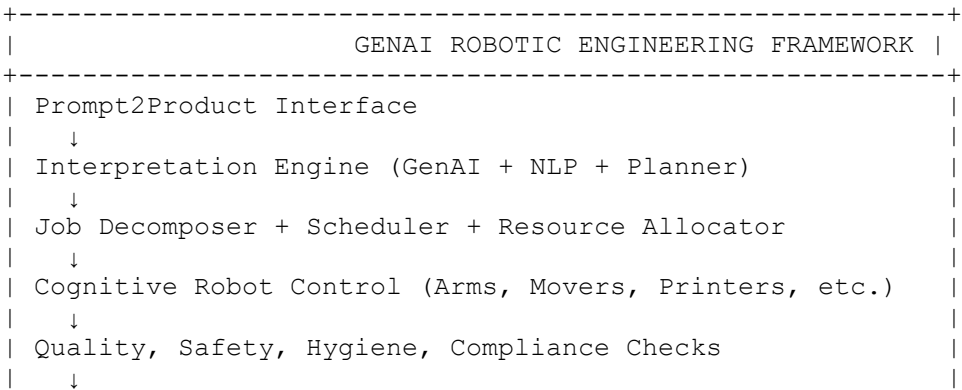 +----------------------------------------------------------+
|                     GENAI ROBOTIC ENGINEERING FRAMEWORK |
+----------------------------------------------------------+
| Prompt2Product Interface                                 |
|   ↓                                                      |
| Interpretation Engine (GenAI + NLP + Planner)            |
|   ↓                                                      |
| Job Decomposer + Scheduler + Resource Allocator          |
|   ↓                                                      |
| Cognitive Robot Control (Arms, Movers, Printers, etc.)   |
|   ↓                                                      |
| Quality, Safety, Hygiene, Compliance Checks              |
|   ↓                                                      |